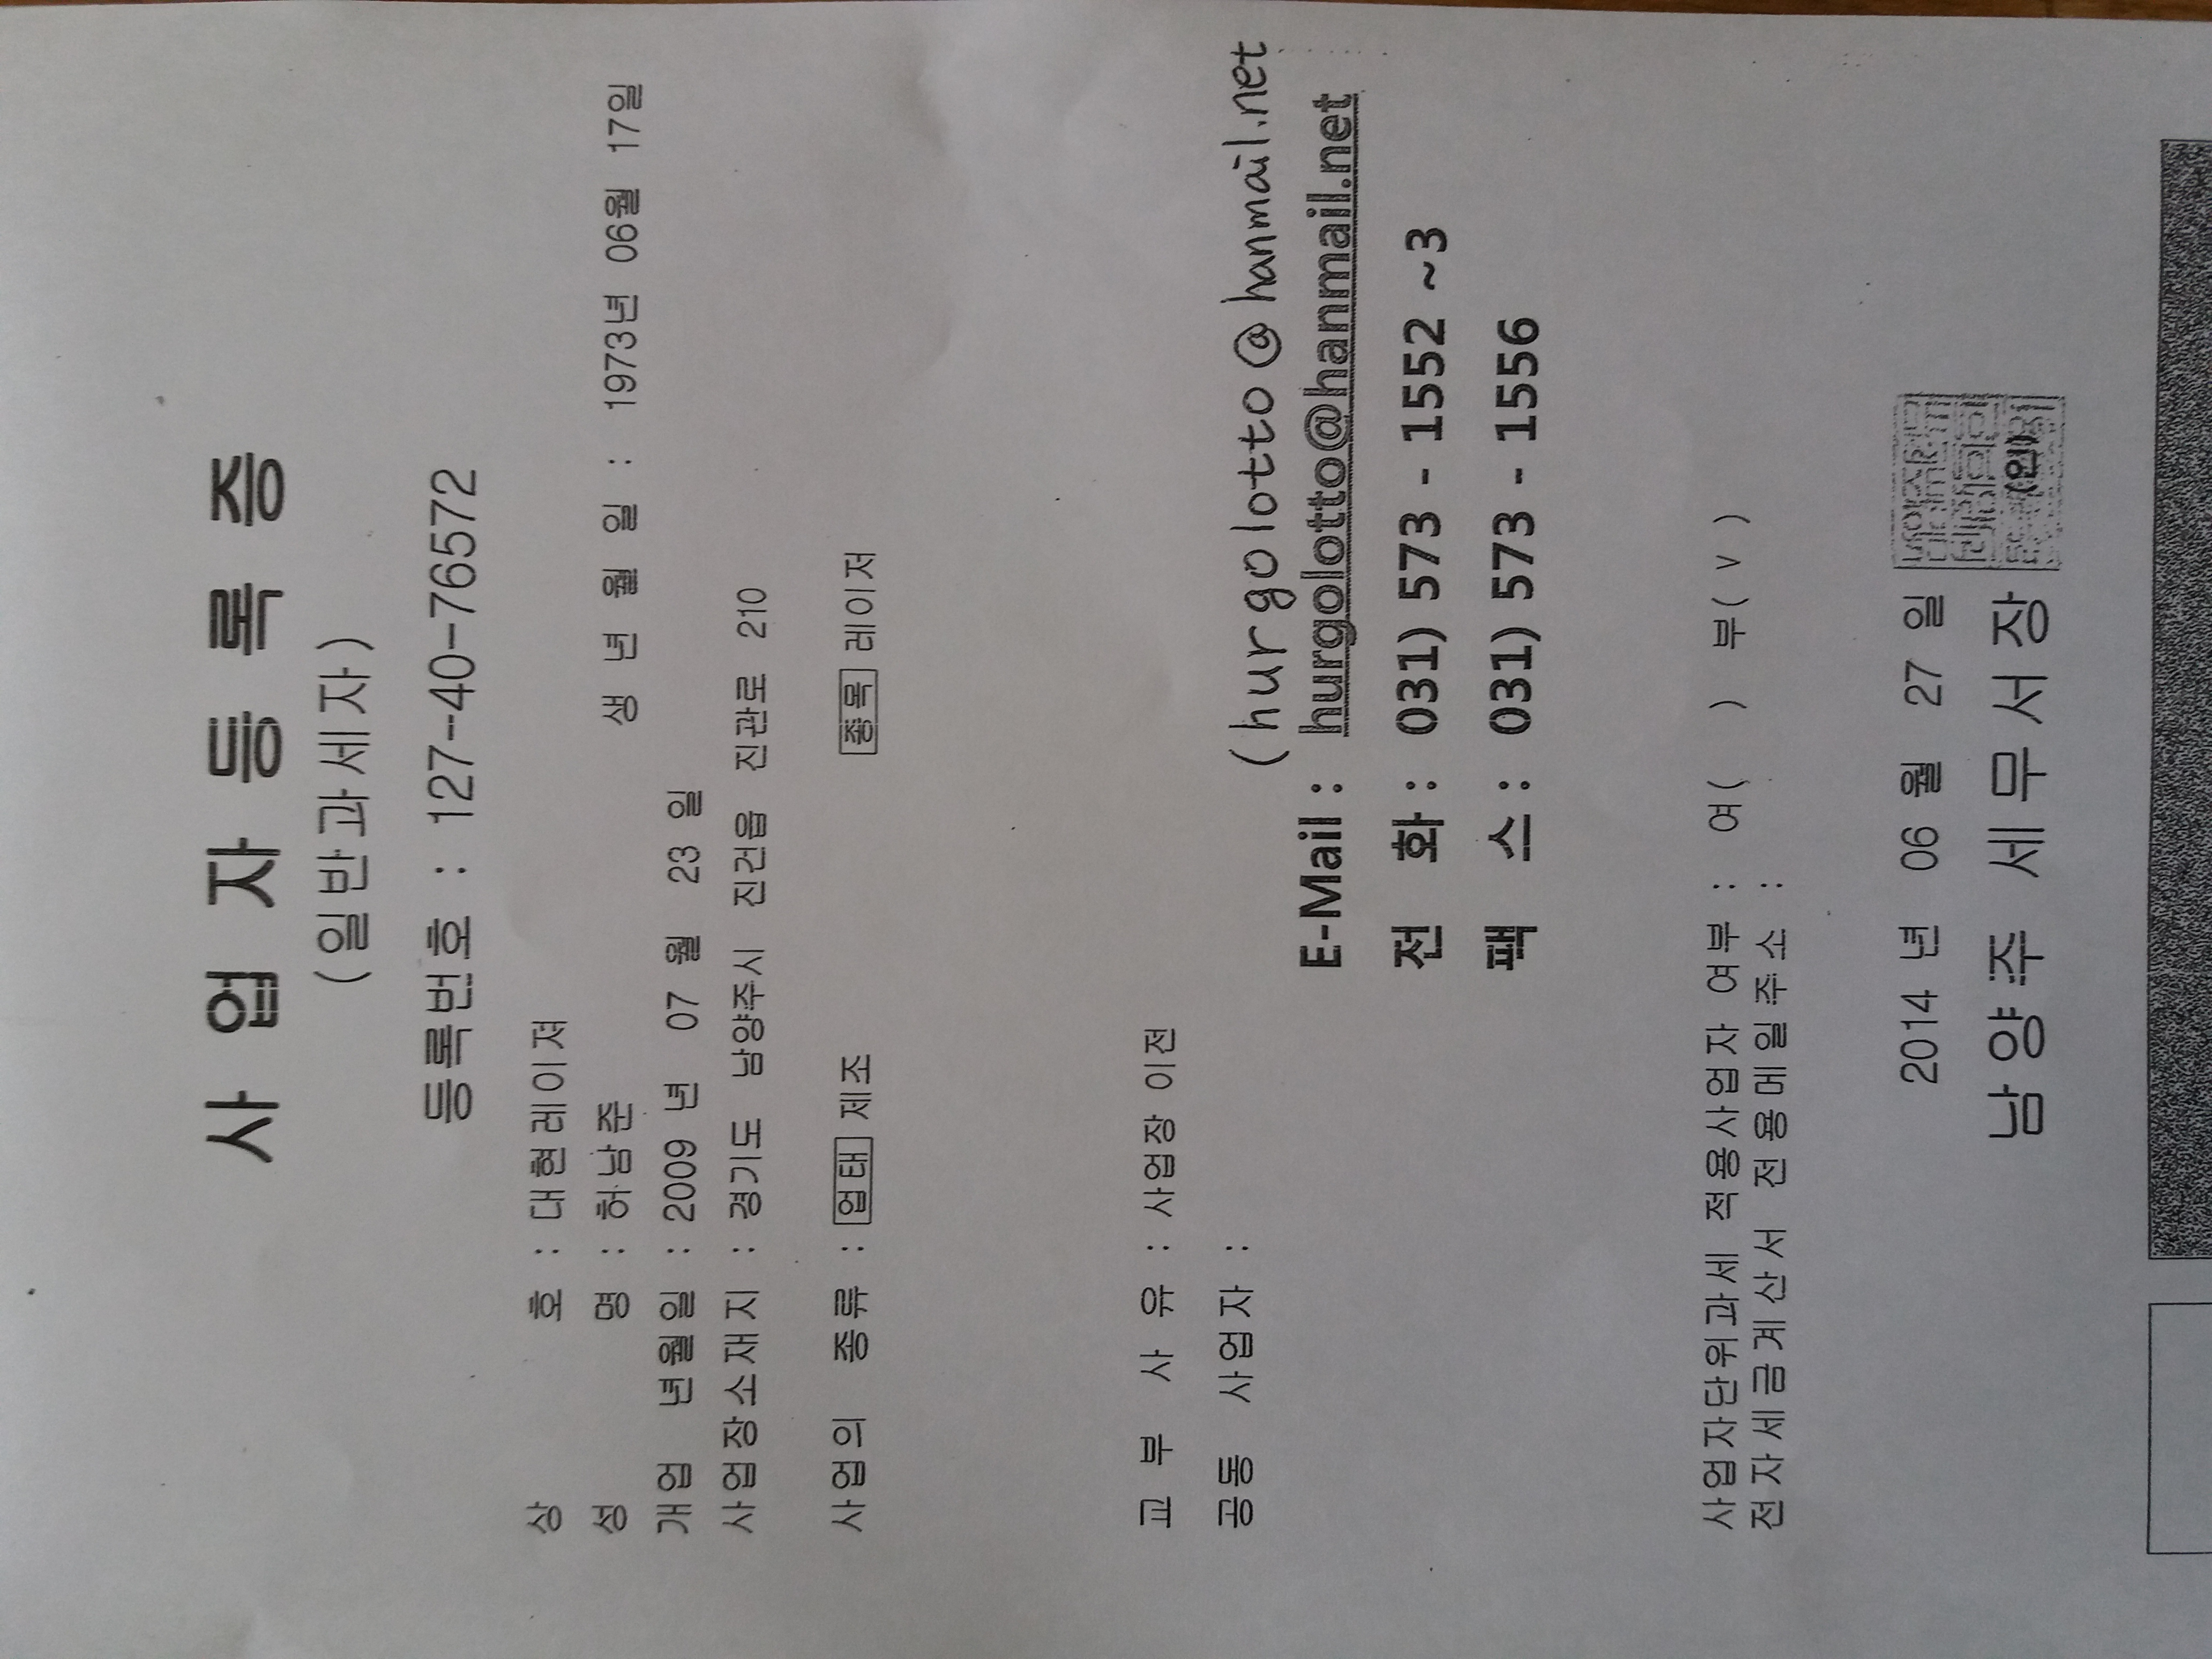 사업자등록증
(일반과세자)
등록번호 : 127-40-76572
상 호 : 대현레이져
성 명 : 허남준 생 년 월 일 : 1973년 06월 17일
개업 년월일 : 2009 년 07 월 23 일
사업장소재지 : 경기도 남양주시 진건읍 진관로 210
사업의 종류 : 업태 제조 종목 레이저
교 부 사 유 : 사업장 이전
공동 사업자 :
(hurgolotto@hanmail.net
E-Mail : hurgolotto@hanmail.net
전 화 : 031) 573 - 1552 ~3
팩 스 : 031) 573 - 1556
사업자단위과세 적용사업자 여부 : 여( ) 부( v )
전자세금계산서 전용메일주소 :
2014 년 06 월 27 일
남양주 세무서장 (인)